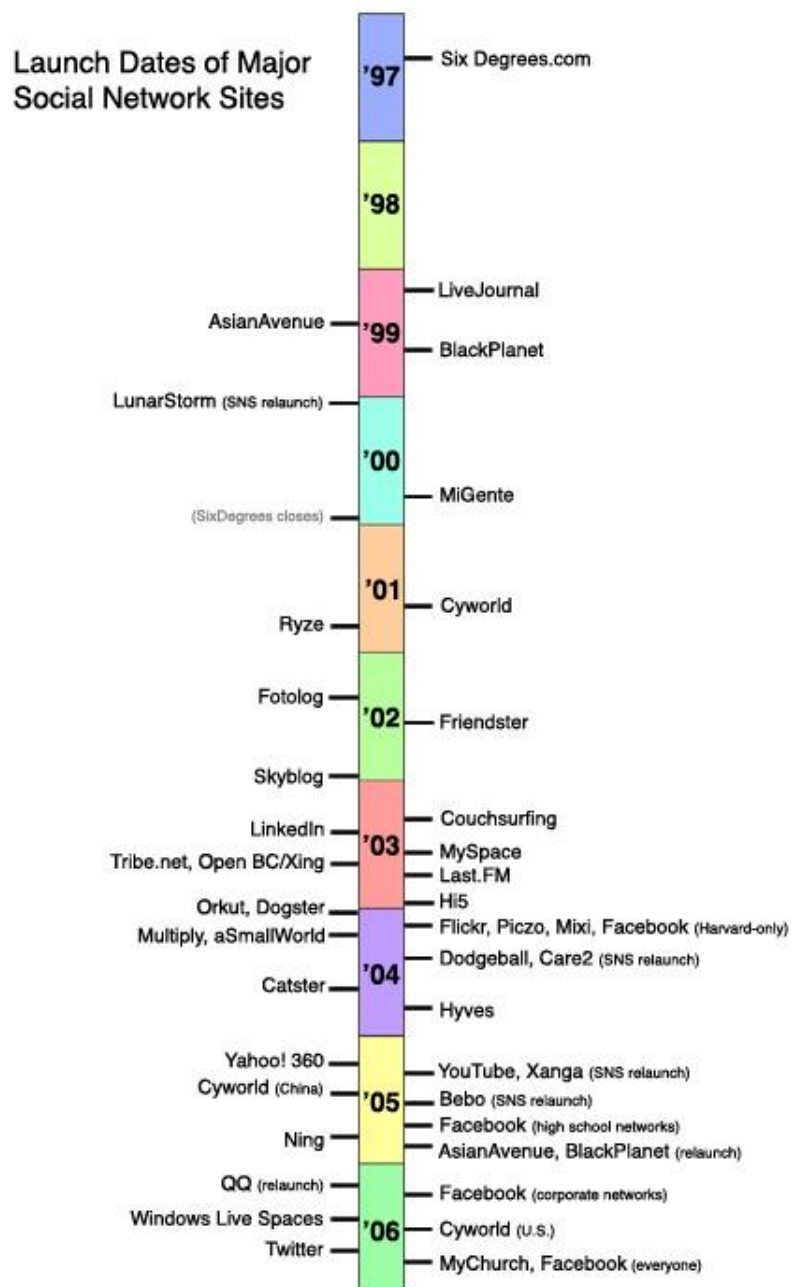 Launch Dates of Major
Social Network Sites
'97
Six Degrees.com
'98
LiveJournal
AsianAvenue
'99
BlackPlanet
LunarStorm (SNS relaunch)
'00
MiGente
(SixDegrees closes)
'01
Cyworld
Ryze
Fotolog
'02
Friendster
Skyblog
Couchsurfing
LinkedIn
'03
MySpace
Tribe.net, Open BC/Xing
Last.FM
Hi5
Orkut, Dogster
Flickr, Piczo, Mixi, Facebook (Harvard-only)
Multiply, aSmallWorld
Dodgeball, Care2 (SNS relaunch)
'04
Catster
Hyves
Yahoo! 360
YouTube, Xanga (SNS relaunch)
Cyworld (China)
'05
Bebo (SNS relaunch)
Facebook (high school networks)
Ning
AsianAvenue, BlackPlanet (relaunch)
QQ (relaunch)
Facebook (corporate networks)
Windows Live Spaces
'06
Cyworld (U.S.)
Twitter
MyChurch, Facebook (everyone)